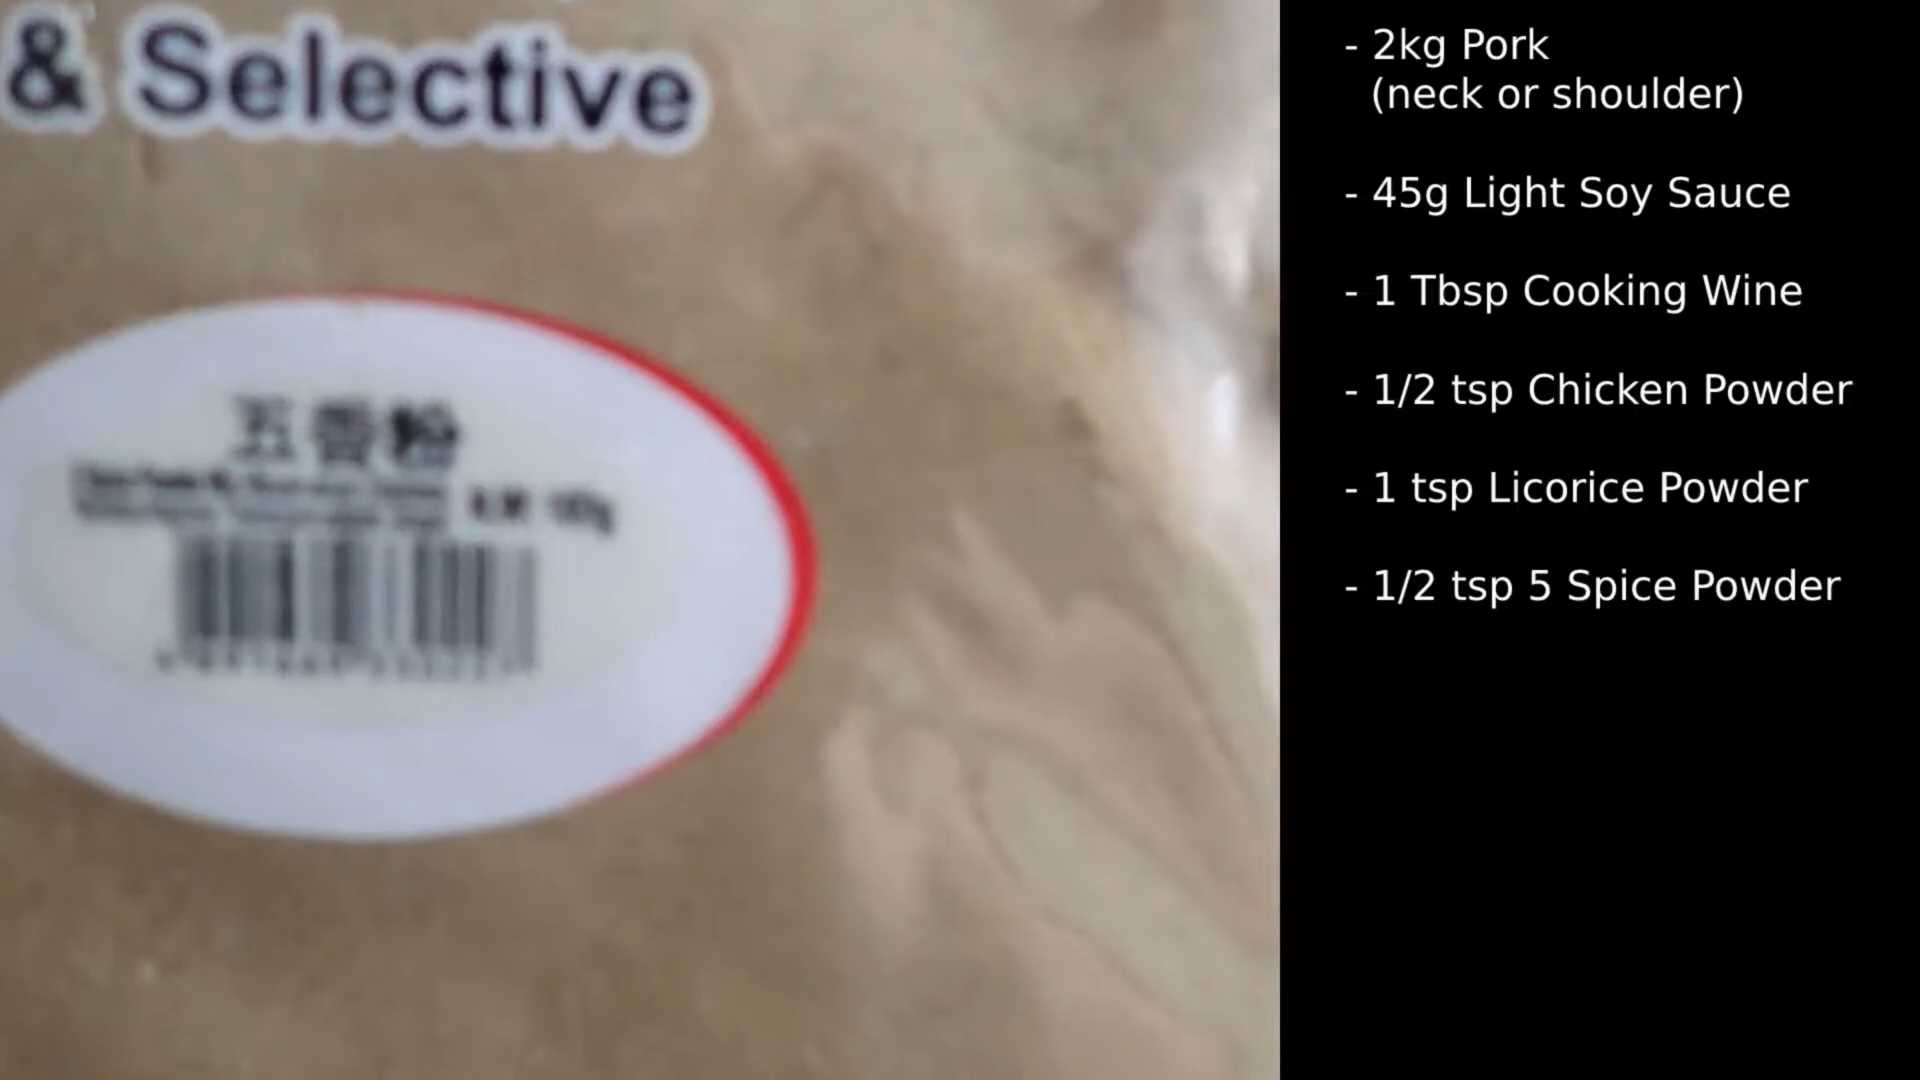 & Selective
五香粉
- 2kg Pork
(neck or shoulder)
- 45g Light Soy Sauce
- 1 Tbsp Cooking Wine
- 1/2 tsp Chicken Powder
- 1 tsp Licorice Powder
- 1/2 tsp 5 Spice Powder